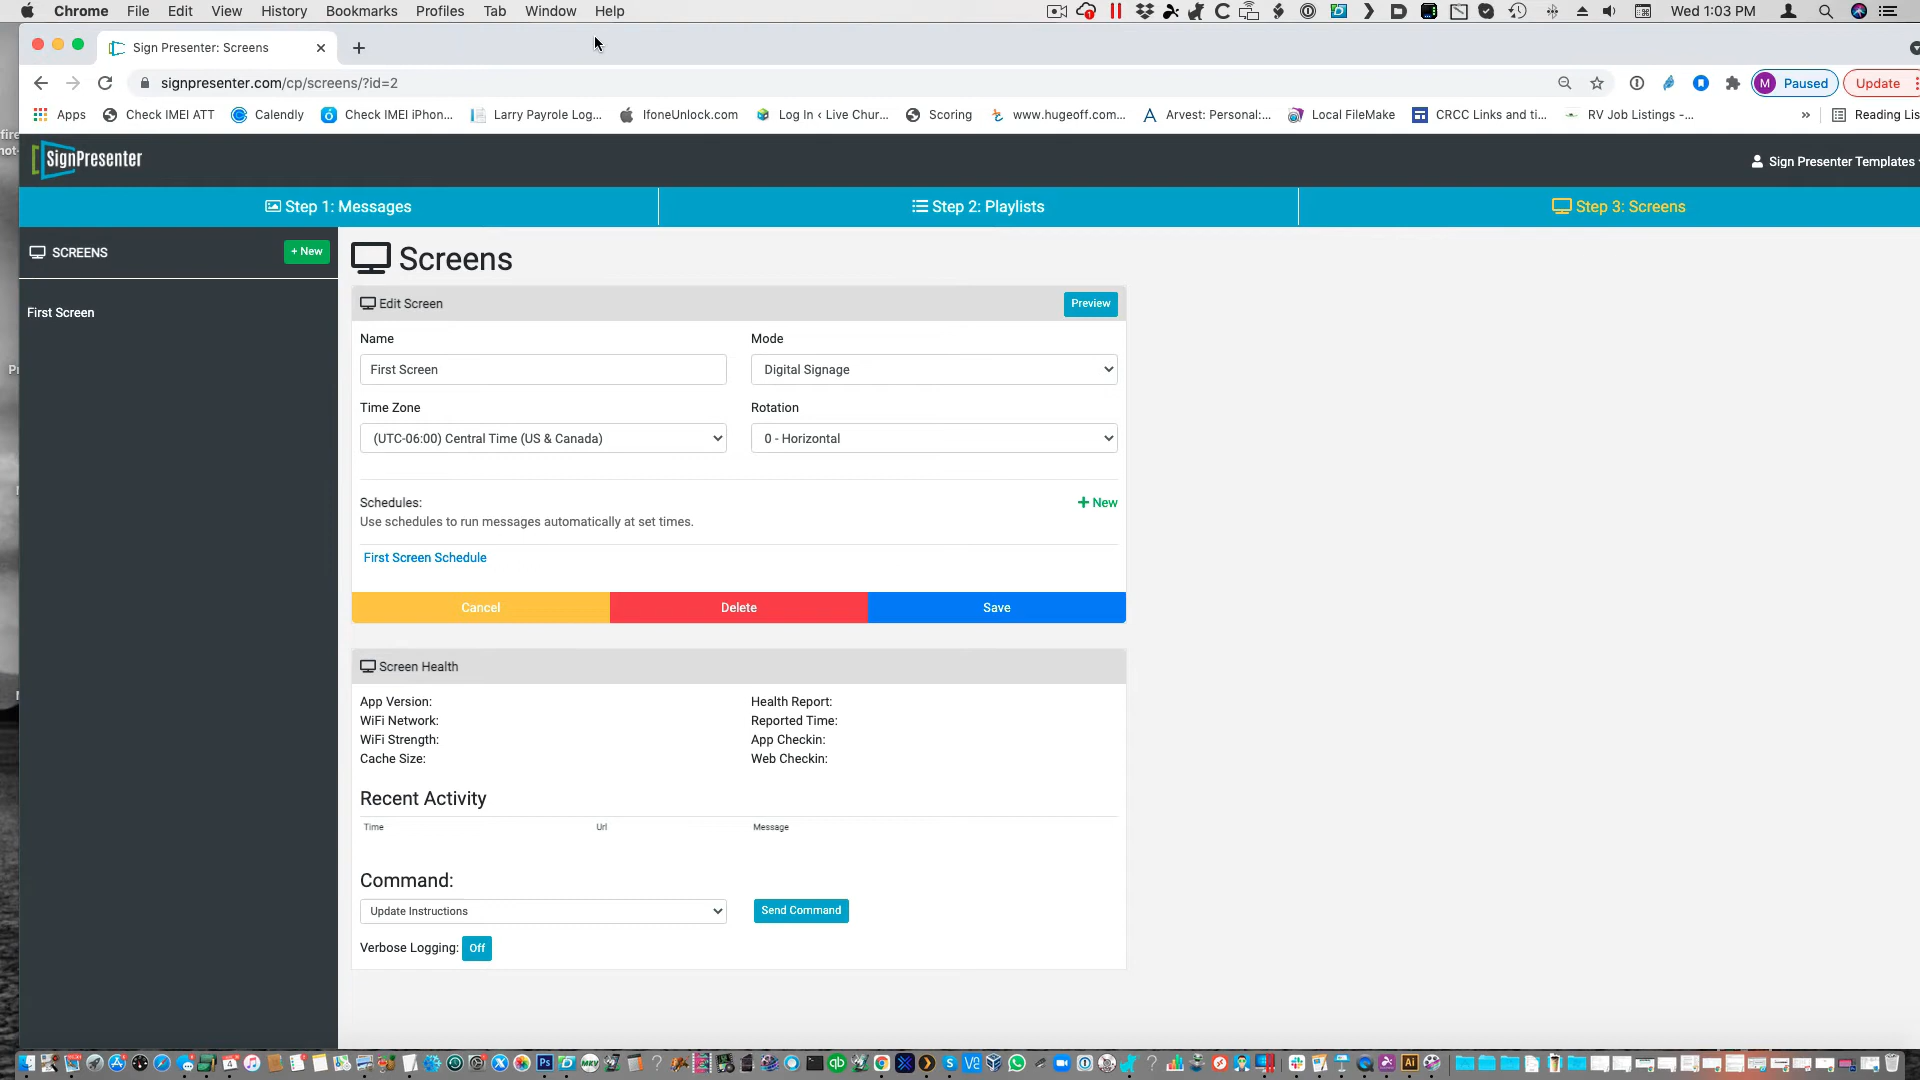 Chrome File Edit View History Bookmarks Profiles Tab Window Help Wed 1:03 PM
Sign Presenter: Screens
signpresenter.com/cp/screens/?id=2 M Paused Update
Apps Check IMEI ATT Calendly Check IMEI iPhon... Larry Payrole Log... IfoneUnlock.com Log In ‹ Live Chur... Scoring www.hugeoff.com... Arvest: Personal:... Local FileMake CRCC Links and ti... RV Job Listings -... » Reading Lis
SignPresenter
Sign Presenter Templates
Step 1: Messages
Step 2: Playlists
Step 3: Screens
SCREENS
+ New
First Screen
Screens
Edit Screen
Preview
Name
Mode
First Screen
Digital Signage
Time Zone
Rotation
(UTC-06:00) Central Time (US & Canada)
0 - Horizontal
Schedules:
+ New
Use schedules to run messages automatically at set times.
First Screen Schedule
Cancel
Delete
Save
Screen Health
App Version:
Health Report:
WiFi Network:
Reported Time:
WiFi Strength:
App Checkin:
Cache Size:
Web Checkin:
Recent Activity
Time Url Message
Command:
Update Instructions
Send Command
Verbose Logging: Off